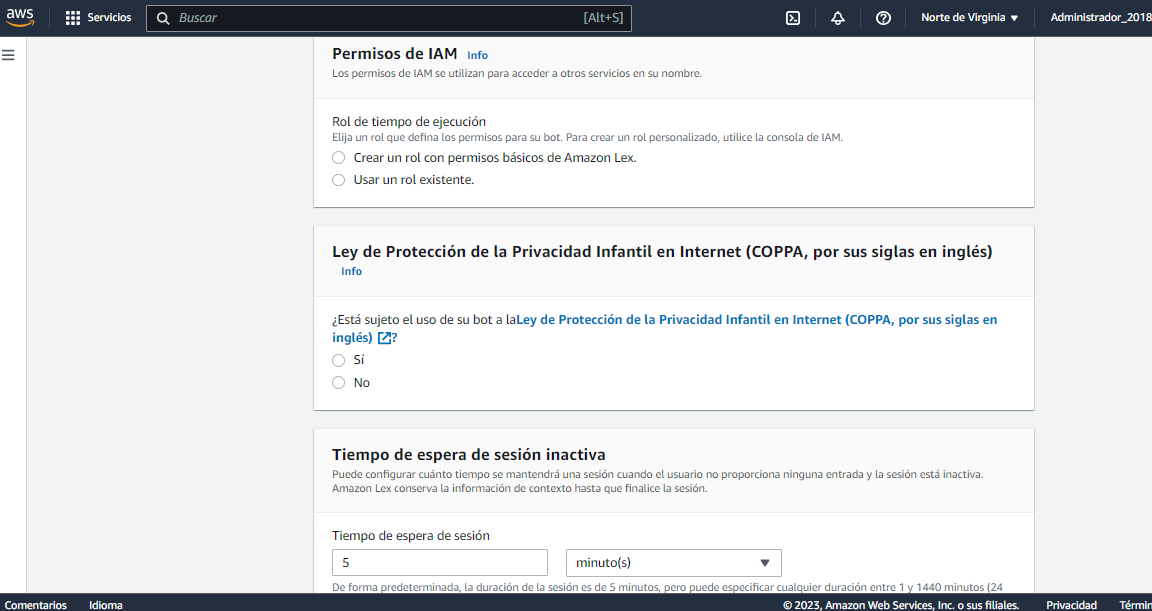 aws Servicios Buscar [Alt+S] Norte de Virginia Administrador_2018
Permisos de IAM Info
Los permisos de IAM se utilizan para acceder a otros servicios en su nombre.
Rol de tiempo de ejecución
Elija un rol que defina los permisos para su bot. Para crear un rol personalizado, utilice la consola de IAM.
Crear un rol con permisos básicos de Amazon Lex.
Usar un rol existente.
Ley de Protección de la Privacidad Infantil en Internet (COPPA, por sus siglas en inglés)
Info
¿Está sujeto el uso de su bot a laLey de Protección de la Privacidad Infantil en Internet (COPPA, por sus siglas en
inglés) ?
Sí
No
Tiempo de espera de sesión inactiva
Puede configurar cuánto tiempo se mantendrá una sesión cuando el usuario no proporciona ninguna entrada y la sesión está inactiva.
Amazon Lex conserva la información de contexto hasta que finalice la sesión.
Tiempo de espera de sesión
5 minuto(s)
De forma predeterminada, la duración de la sesión es de 5 minutos, pero puede especificar cualquier duración entre 1 y 1440 minutos (24
Comentarios Idioma © 2023, Amazon Web Services, Inc. o sus filiales. Privacidad Términ